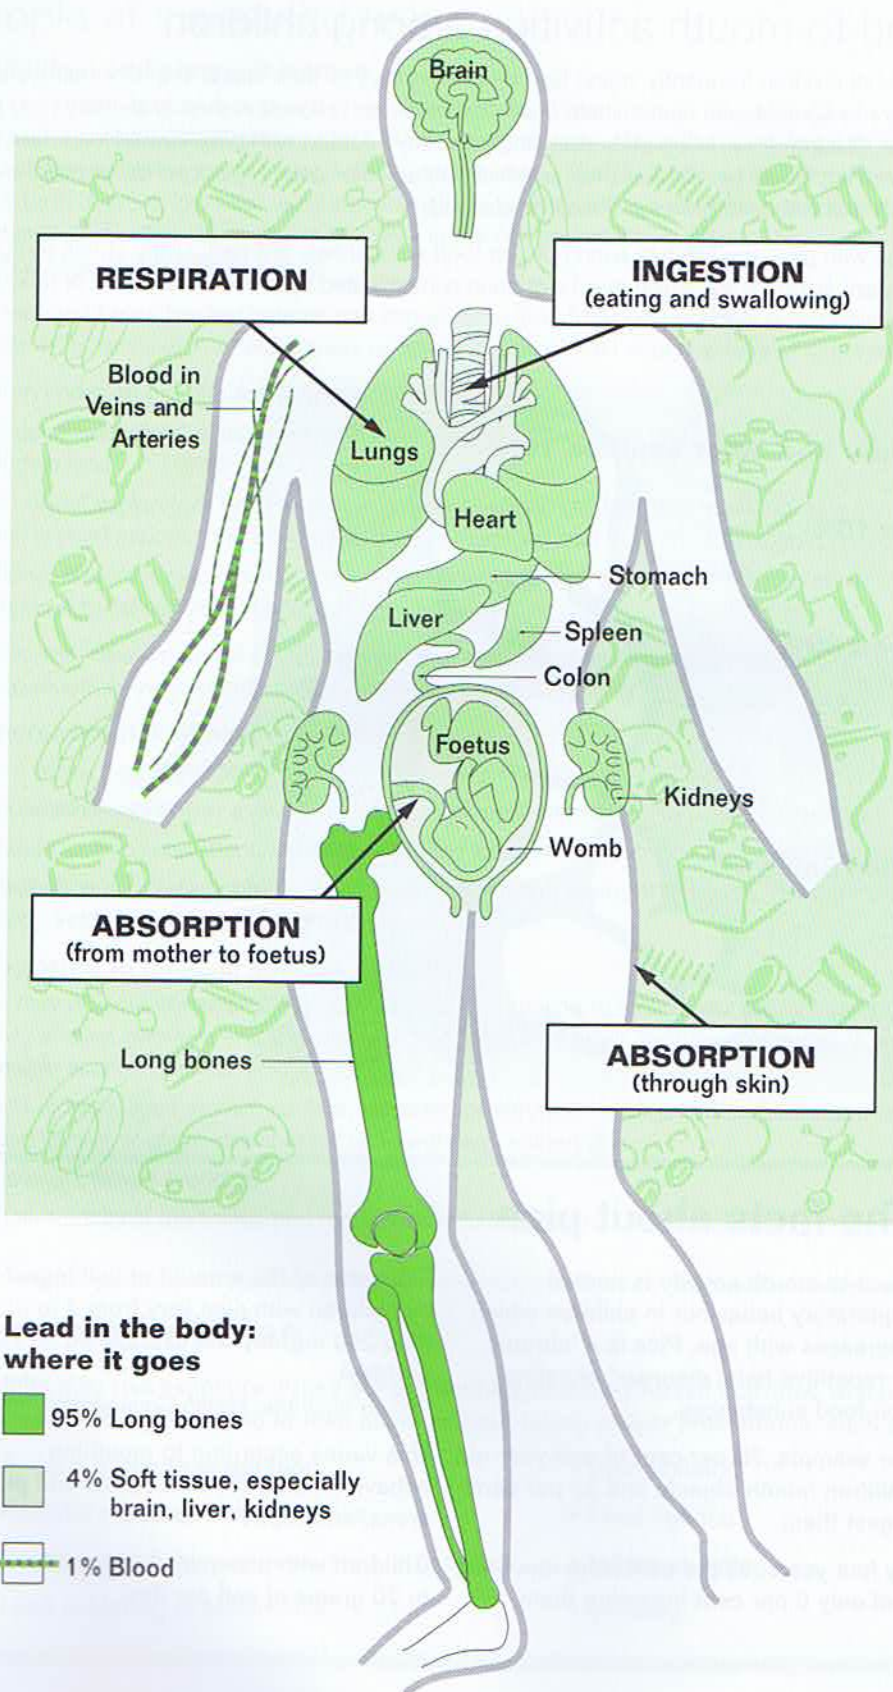 Brain
RESPIRATION
INGESTION
(eating and swallowing)
Blood in
Veins and
Arteries
Lungs
Heart
Stomach
Liver
Spleen
Colon
Foetus
Kidneys
Womb
ABSORPTION
(from mother to foetus)
ABSORPTION
(through skin)
Long bones
Lead in the body:
where it goes
95% Long bones
4% Soft tissue, especially
brain, liver, kidneys
1% Blood